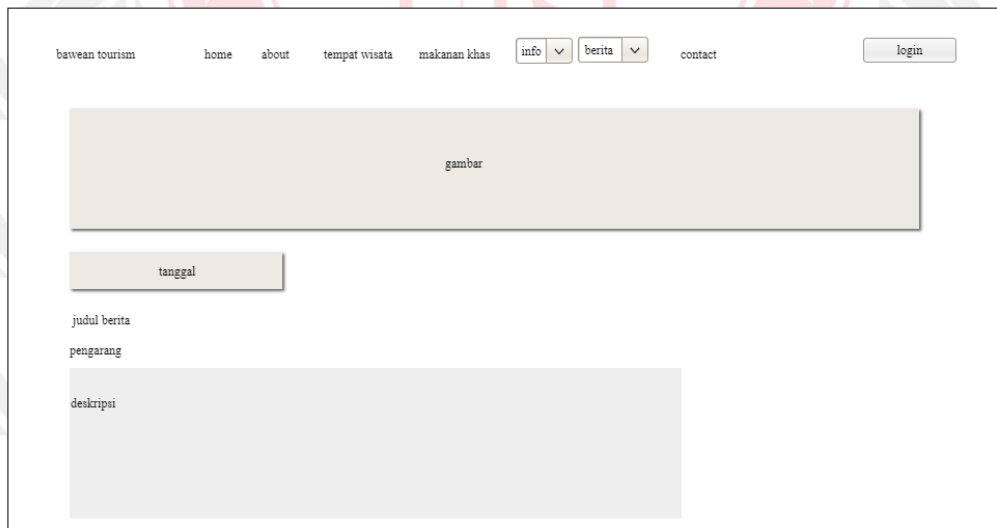 bawean tourism home about tempat wisata makanan khas info berita contact login
gambar
tanggal
judul berita
pengarang
deskripsi